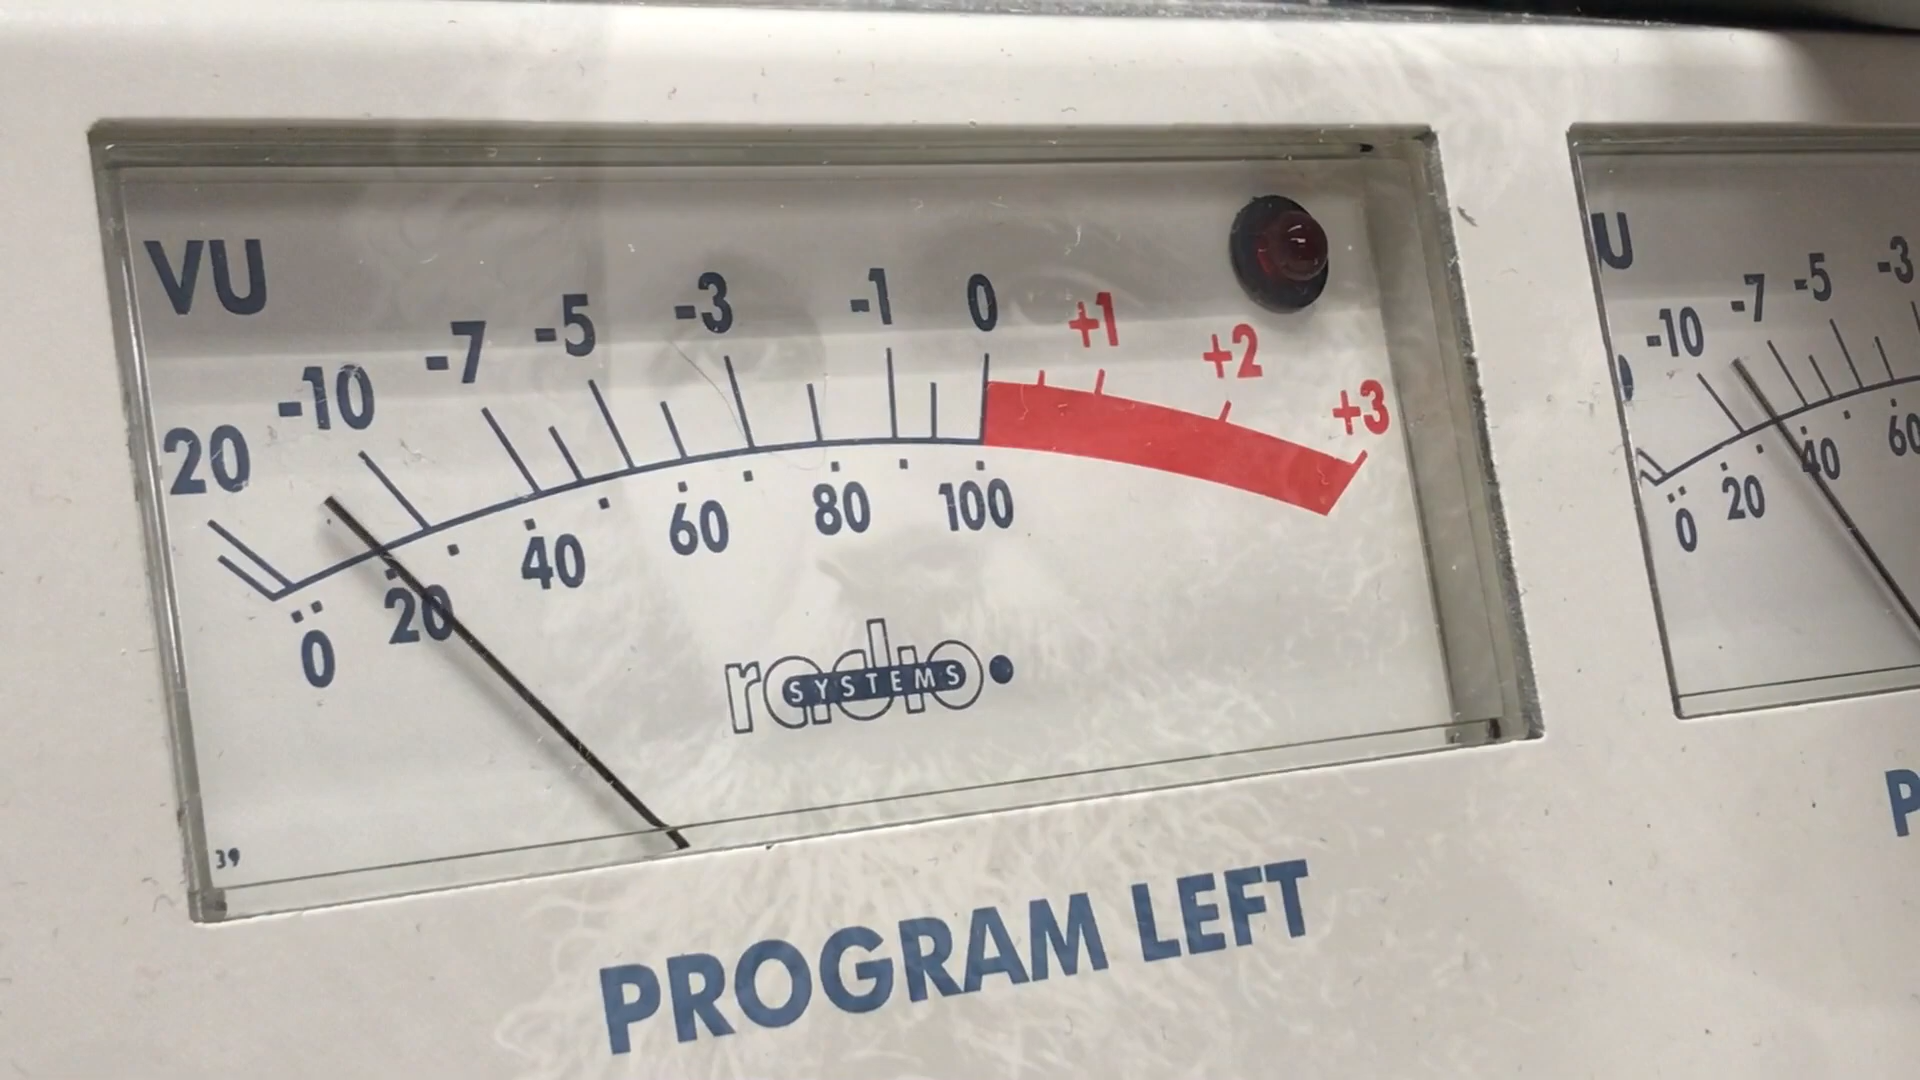 VU
20 -10 -7 -5 -3 -1 0 +1 +2 +3
0 20 40 60 80 100
radio
SYSTEMS
39
PROGRAM LEFT
U
-10 -7 -5 -3
0 20 40 60
P